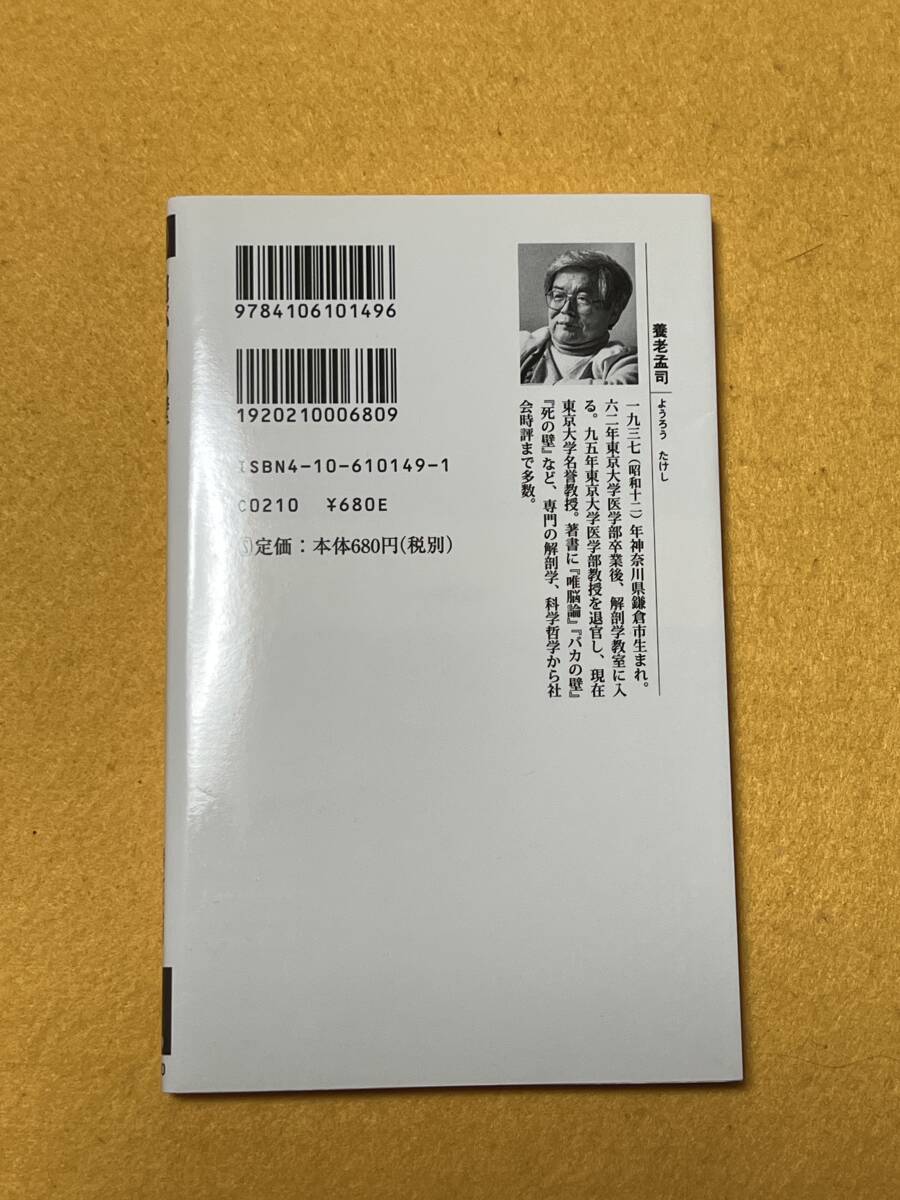 9784106101496
1920210006809
ISBN4-10-610149-1
C0210 ¥680E
Ⓢ定価：本体680円(税別)
養老孟司 ようろう たけし
一九三七（昭和十二）年神奈川県鎌倉市生まれ。
六二年東京大学医学部卒業後、解剖学教室に入
る。九五年東京大学医学部教授を退官し、現在
東京大学名誉教授。著書に『唯脳論』『バカの壁』
『死の壁』など、専門の解剖学、科学哲学から社
会時評まで多数。